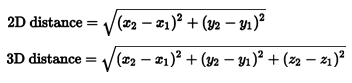 2D distance = √(x₂ − x₁)² + (y₂ − y₁)²
3D distance = √(x₂ − x₁)² + (y₂ − y₁)² + (z₂ − z₁)²